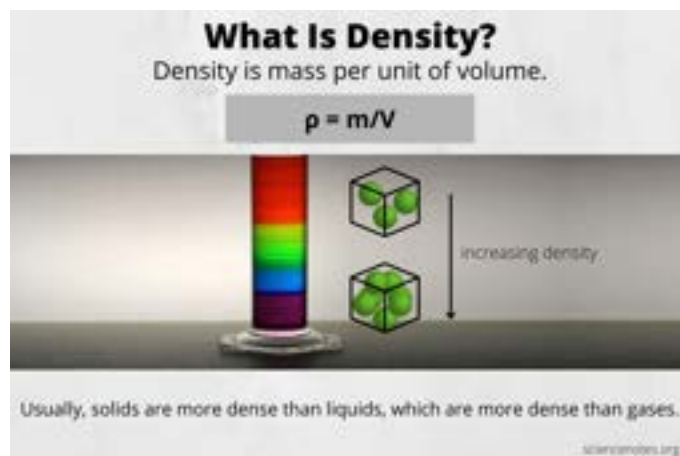 What Is Density?
Density is mass per unit of volume.
ρ = m/V
increasing density
Usually, solids are more dense than liquids, which are more dense than gases.
sciencenotes.org